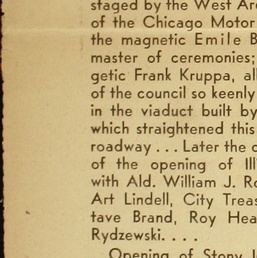 staged by the West Ar
of the Chicago Motor
the magnetic Emile B
master of ceremonies;
getic Frank Kruppa, al
of the council so keenly
in the viaduct built by
which straightened this
roadway . . . Later the c
of the opening of Ill
with Ald. William J. Ro
Art Lindell, City Treas
tave Brand, Roy Hea
Rydzewski. . . .
Opening of Stony I